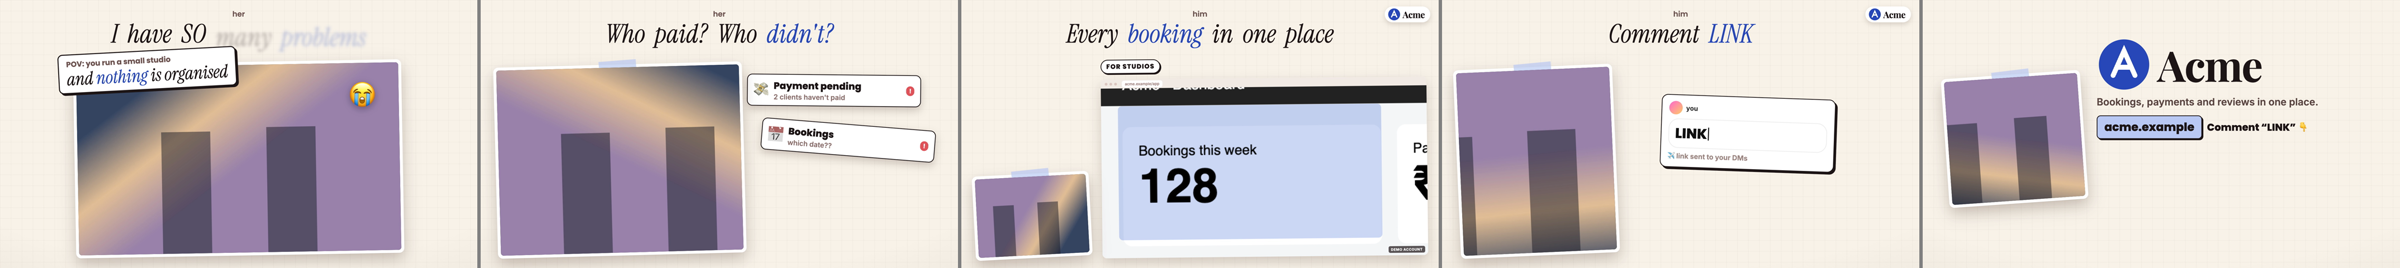 her
I have SO many problems
POV: you run a small studio
and nothing is organised
her
Who paid? Who didn't?
Payment pending
2 clients haven't paid
17
Bookings
which date??
him
Acme
Every booking in one place
FOR STUDIOS
Bookings this week
128
Pa
₹
DEMO ACCOUNT
him
Acme
Comment LINK
you
LINK
link sent to your DMs
A Acme
Bookings, payments and reviews in one place.
acme.example
Comment “LINK”